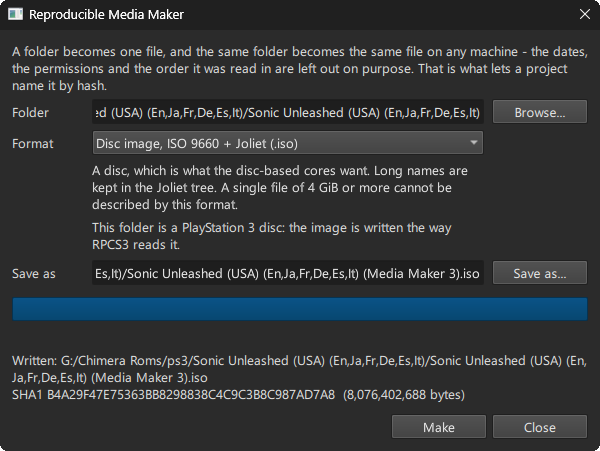 Reproducible Media Maker
A folder becomes one file, and the same folder becomes the same file on any machine - the dates,
the permissions and the order it was read in are left out on purpose. That is what lets a project
name it by hash.
Folder
ed (USA) (En,Ja,Fr,De,Es,It)/Sonic Unleashed (USA) (En,Ja,Fr,De,Es,It)
Browse...
Format
Disc image, ISO 9660 + Joliet (.iso)
A disc, which is what the disc-based cores want. Long names are
kept in the Joliet tree. A single file of 4 GiB or more cannot be
described by this format.
This folder is a PlayStation 3 disc: the image is written the way
RPCS3 reads it.
Save as
Es,It)/Sonic Unleashed (USA) (En,Ja,Fr,De,Es,It) (Media Maker 3).iso
Save as...
Written: G:/Chimera Roms/ps3/Sonic Unleashed (USA) (En,Ja,Fr,De,Es,It)/Sonic Unleashed (USA) (En,
Ja,Fr,De,Es,It) (Media Maker 3).iso
SHA1 B4A29F47E75363BB8298838C4C9C3B8C987AD7A8 (8,076,402,688 bytes)
Make
Close